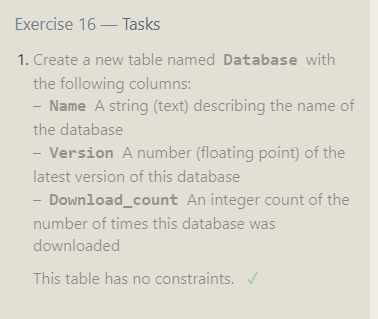 Exercise 16 — Tasks
1. Create a new table named Database with
the following columns:
– Name A string (text) describing the name of
the database
– Version A number (floating point) of the
latest version of this database
– Download_count An integer count of the
number of times this database was
downloaded
This table has no constraints. ✓